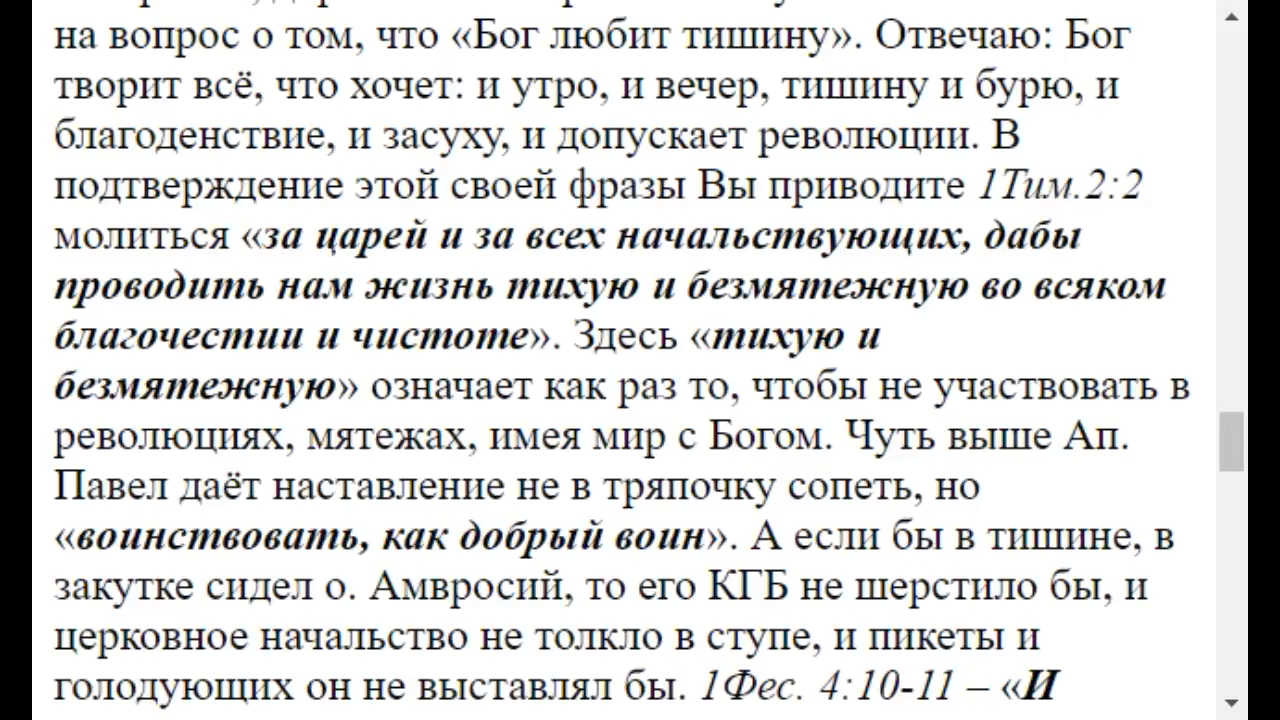 на вопрос о том, что «Бог любит тишину». Отвечаю: Бог
творит всё, что хочет: и утро, и вечер, тишину и бурю, и
благоденствие, и засуху, и допускает революции. В
подтверждение этой своей фразы Вы приводите 1Тим.2:2
молиться «за царей и за всех начальствующих, дабы
проводить нам жизнь тихую и безмятежную во всяком
благочестии и чистоте». Здесь «тихую и
безмятежную» означает как раз то, чтобы не участвовать в
революциях, мятежах, имея мир с Богом. Чуть выше Ап.
Павел даёт наставление не в тряпочку сопеть, но
«воинствовать, как добрый воин». А если бы в тишине, в
закутке сидел о. Амвросий, то его КГБ не шерстило бы, и
церковное начальство не толкло в ступе, и пикеты и
голодующих он не выставлял бы. 1Фес. 4:10-11 – «И